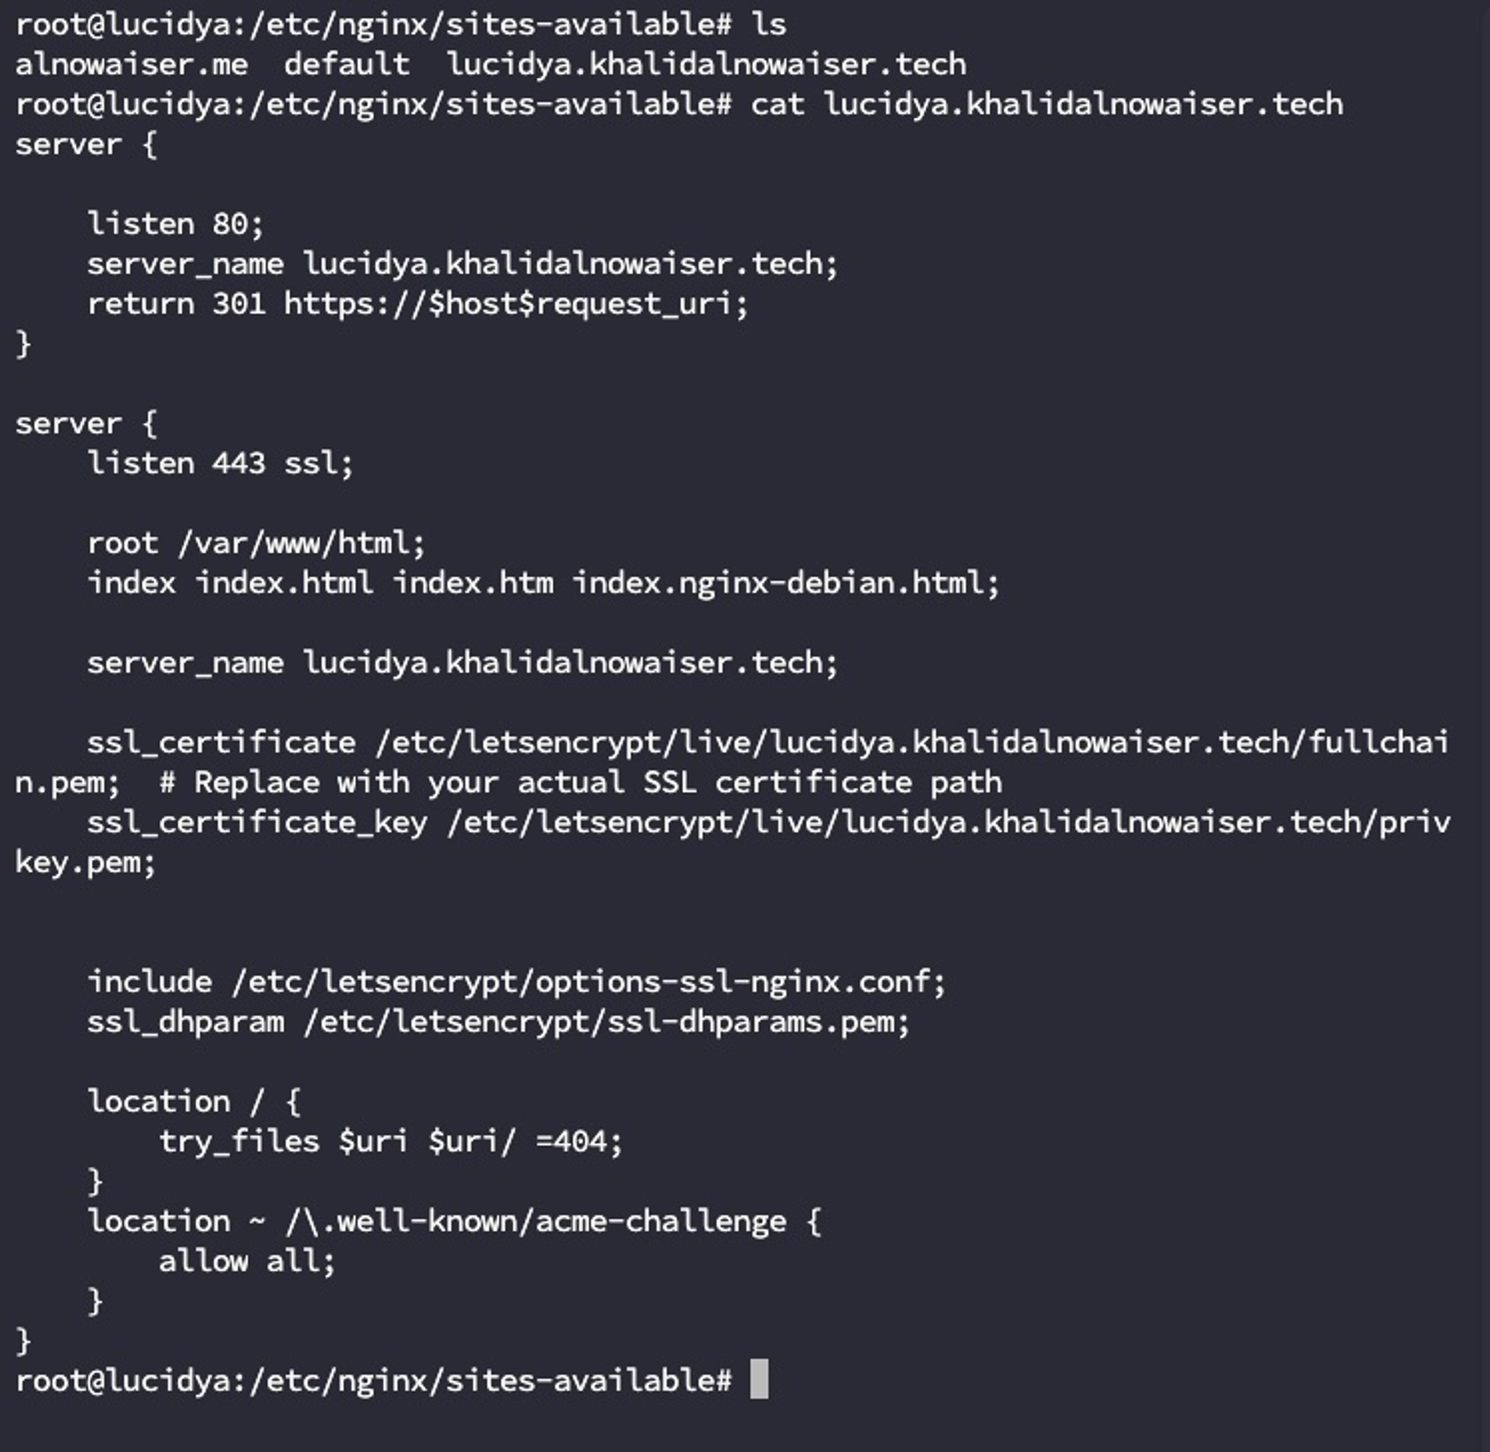 root@lucidya:/etc/nginx/sites-available# ls
alnowaiser.me  default  lucidya.khalidalnowaiser.tech
root@lucidya:/etc/nginx/sites-available# cat lucidya.khalidalnowaiser.tech
server {

    listen 80;
    server_name lucidya.khalidalnowaiser.tech;
    return 301 https://$host$request_uri;
}

server {
    listen 443 ssl;

    root /var/www/html;
    index index.html index.htm index.nginx-debian.html;

    server_name lucidya.khalidalnowaiser.tech;

    ssl_certificate /etc/letsencrypt/live/lucidya.khalidalnowaiser.tech/fullchai
n.pem;  # Replace with your actual SSL certificate path
    ssl_certificate_key /etc/letsencrypt/live/lucidya.khalidalnowaiser.tech/priv
key.pem;


    include /etc/letsencrypt/options-ssl-nginx.conf;
    ssl_dhparam /etc/letsencrypt/ssl-dhparams.pem;

    location / {
        try_files $uri $uri/ =404;
    }
    location ~ /\.well-known/acme-challenge {
        allow all;
    }
}
root@lucidya:/etc/nginx/sites-available#